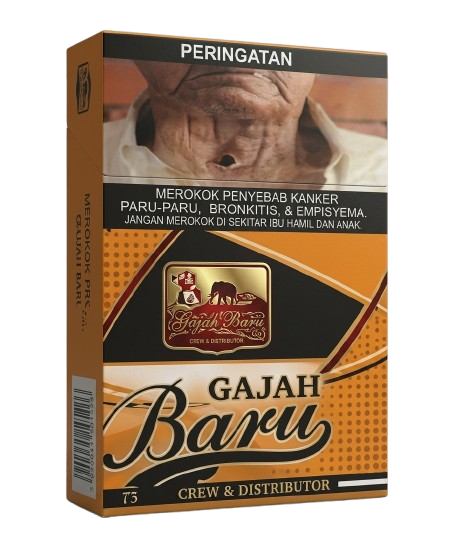 PERINGATAN
MEROKOK PENYEBAB KANKER
PARU-PARU, BRONKITIS, & EMPISYEMA.
JANGAN MEROKOK DI SEKITAR IBU HAMIL DAN ANAK.
Gajah Baru
CREW & DISTRIBUTOR
GAJAH
Baru
73
CREW & DISTRIBUTOR
MEROKOK
GAJAH